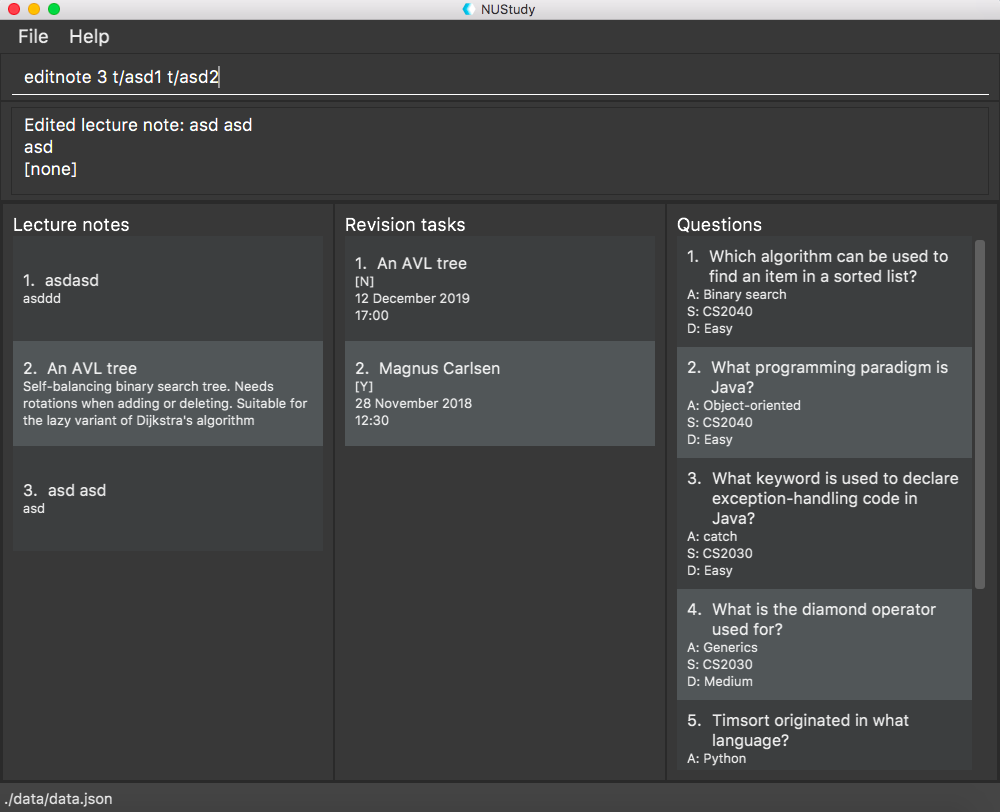 NUStudy
File Help
editnote 3 t/asd1 t/asd2
Edited lecture note: asd asd
asd
[none]
Lecture notes
1. asdasd
asddd
2. An AVL tree
Self-balancing binary search tree. Needs
rotations when adding or deleting. Suitable for
the lazy variant of Dijkstra's algorithm
3. asd asd
asd
Revision tasks
1. An AVL tree
[N]
12 December 2019
17:00
2. Magnus Carlsen
[Y]
28 November 2018
12:30
Questions
1. Which algorithm can be used to
find an item in a sorted list?
A: Binary search
S: CS2040
D: Easy
2. What programming paradigm is
Java?
A: Object-oriented
S: CS2040
D: Easy
3. What keyword is used to declare
exception-handling code in
Java?
A: catch
S: CS2030
D: Easy
4. What is the diamond operator
used for?
A: Generics
S: CS2030
D: Medium
5. Timsort originated in what
language?
A: Python
./data/data.json